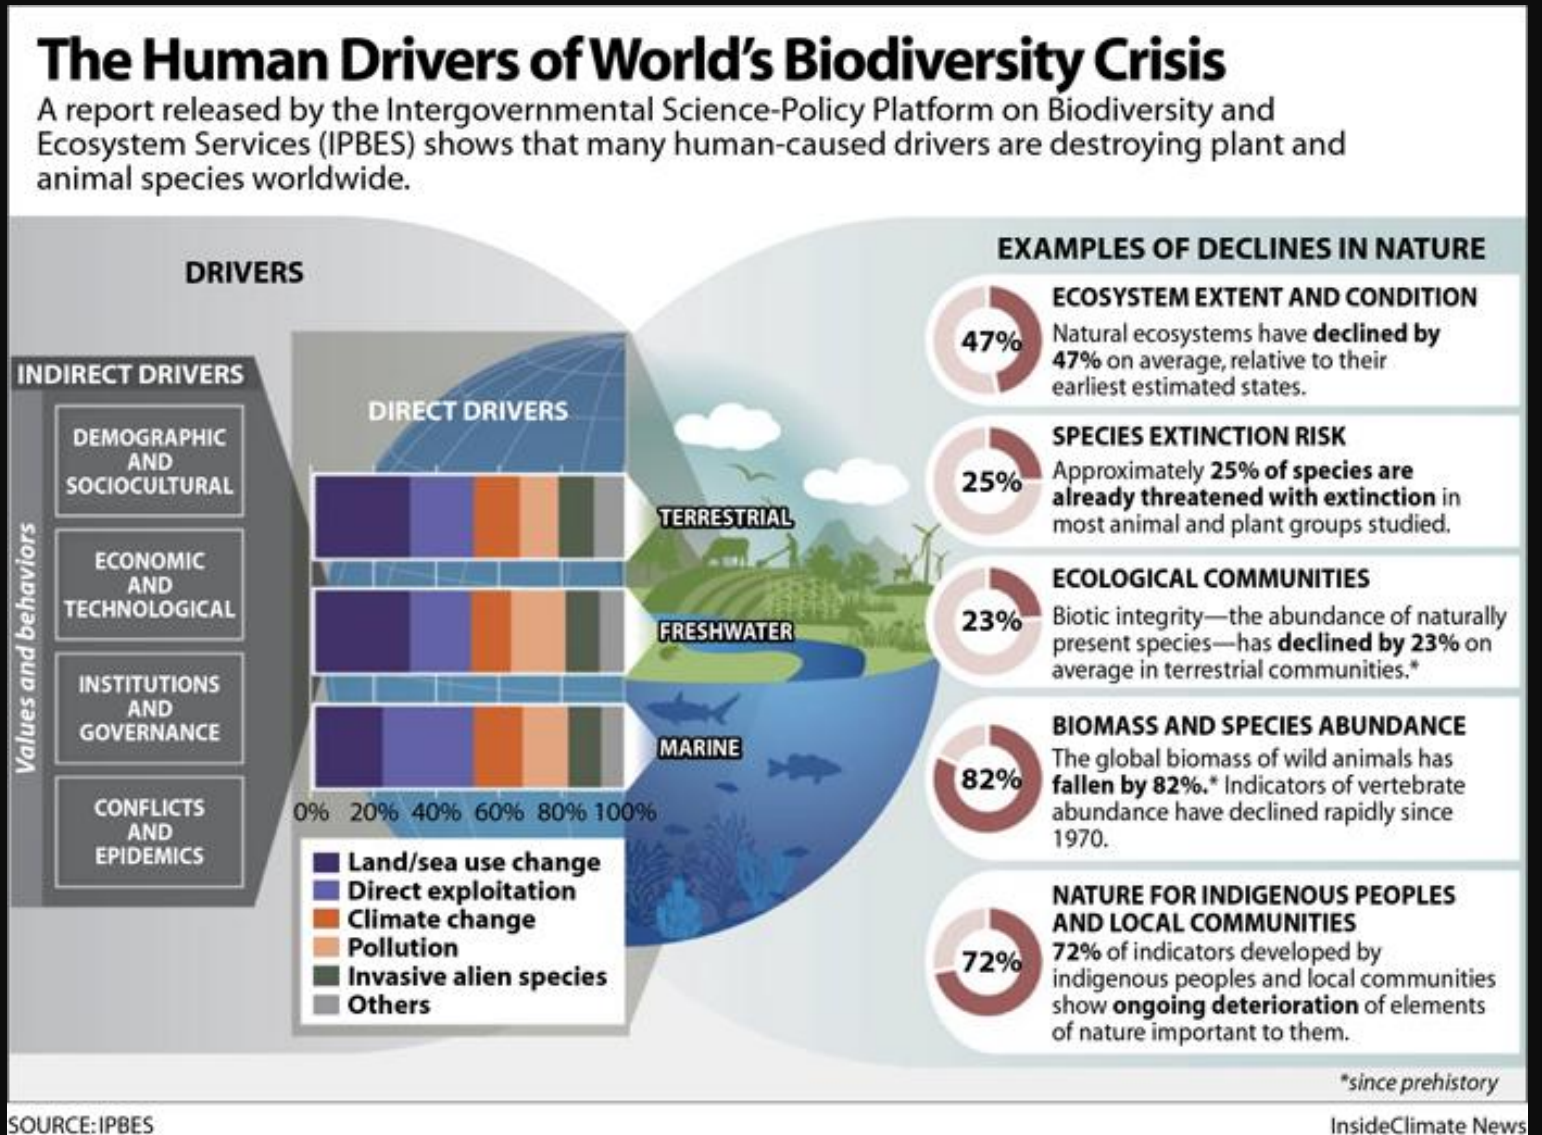 The Human Drivers of World's Biodiversity Crisis
A report released by the Intergovernmental Science-Policy Platform on Biodiversity and
Ecosystem Services (IPBES) shows that many human-caused drivers are destroying plant and
animal species worldwide.
DRIVERS
INDIRECT DRIVERS
Values and behaviors
DEMOGRAPHIC
AND
SOCIOCULTURAL
ECONOMIC
AND
TECHNOLOGICAL
INSTITUTIONS
AND
GOVERNANCE
CONFLICTS
AND
EPIDEMICS
DIRECT DRIVERS
TERRESTRIAL
FRESHWATER
MARINE
0% 20% 40% 60% 80% 100%
Land/sea use change
Direct exploitation
Climate change
Pollution
Invasive alien species
Others
EXAMPLES OF DECLINES IN NATURE
47%
ECOSYSTEM EXTENT AND CONDITION
Natural ecosystems have declined by
47% on average, relative to their
earliest estimated states.
25%
SPECIES EXTINCTION RISK
Approximately 25% of species are
already threatened with extinction in
most animal and plant groups studied.
23%
ECOLOGICAL COMMUNITIES
Biotic integrity—the abundance of naturally
present species—has declined by 23% on
average in terrestrial communities.*
82%
BIOMASS AND SPECIES ABUNDANCE
The global biomass of wild animals has
fallen by 82%.* Indicators of vertebrate
abundance have declined rapidly since
1970.
72%
NATURE FOR INDIGENOUS PEOPLES
AND LOCAL COMMUNITIES
72% of indicators developed by
indigenous peoples and local communities
show ongoing deterioration of elements
of nature important to them.
*since prehistory
SOURCE: IPBES
InsideClimate News